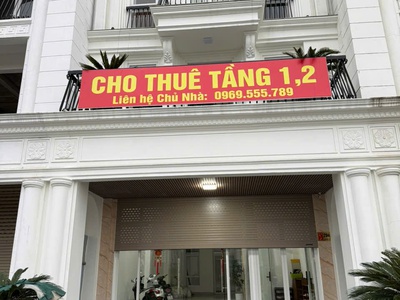 CHO THUÊ TẦNG 1,2
Liên hệ Chủ Nhà: 0969.555.789